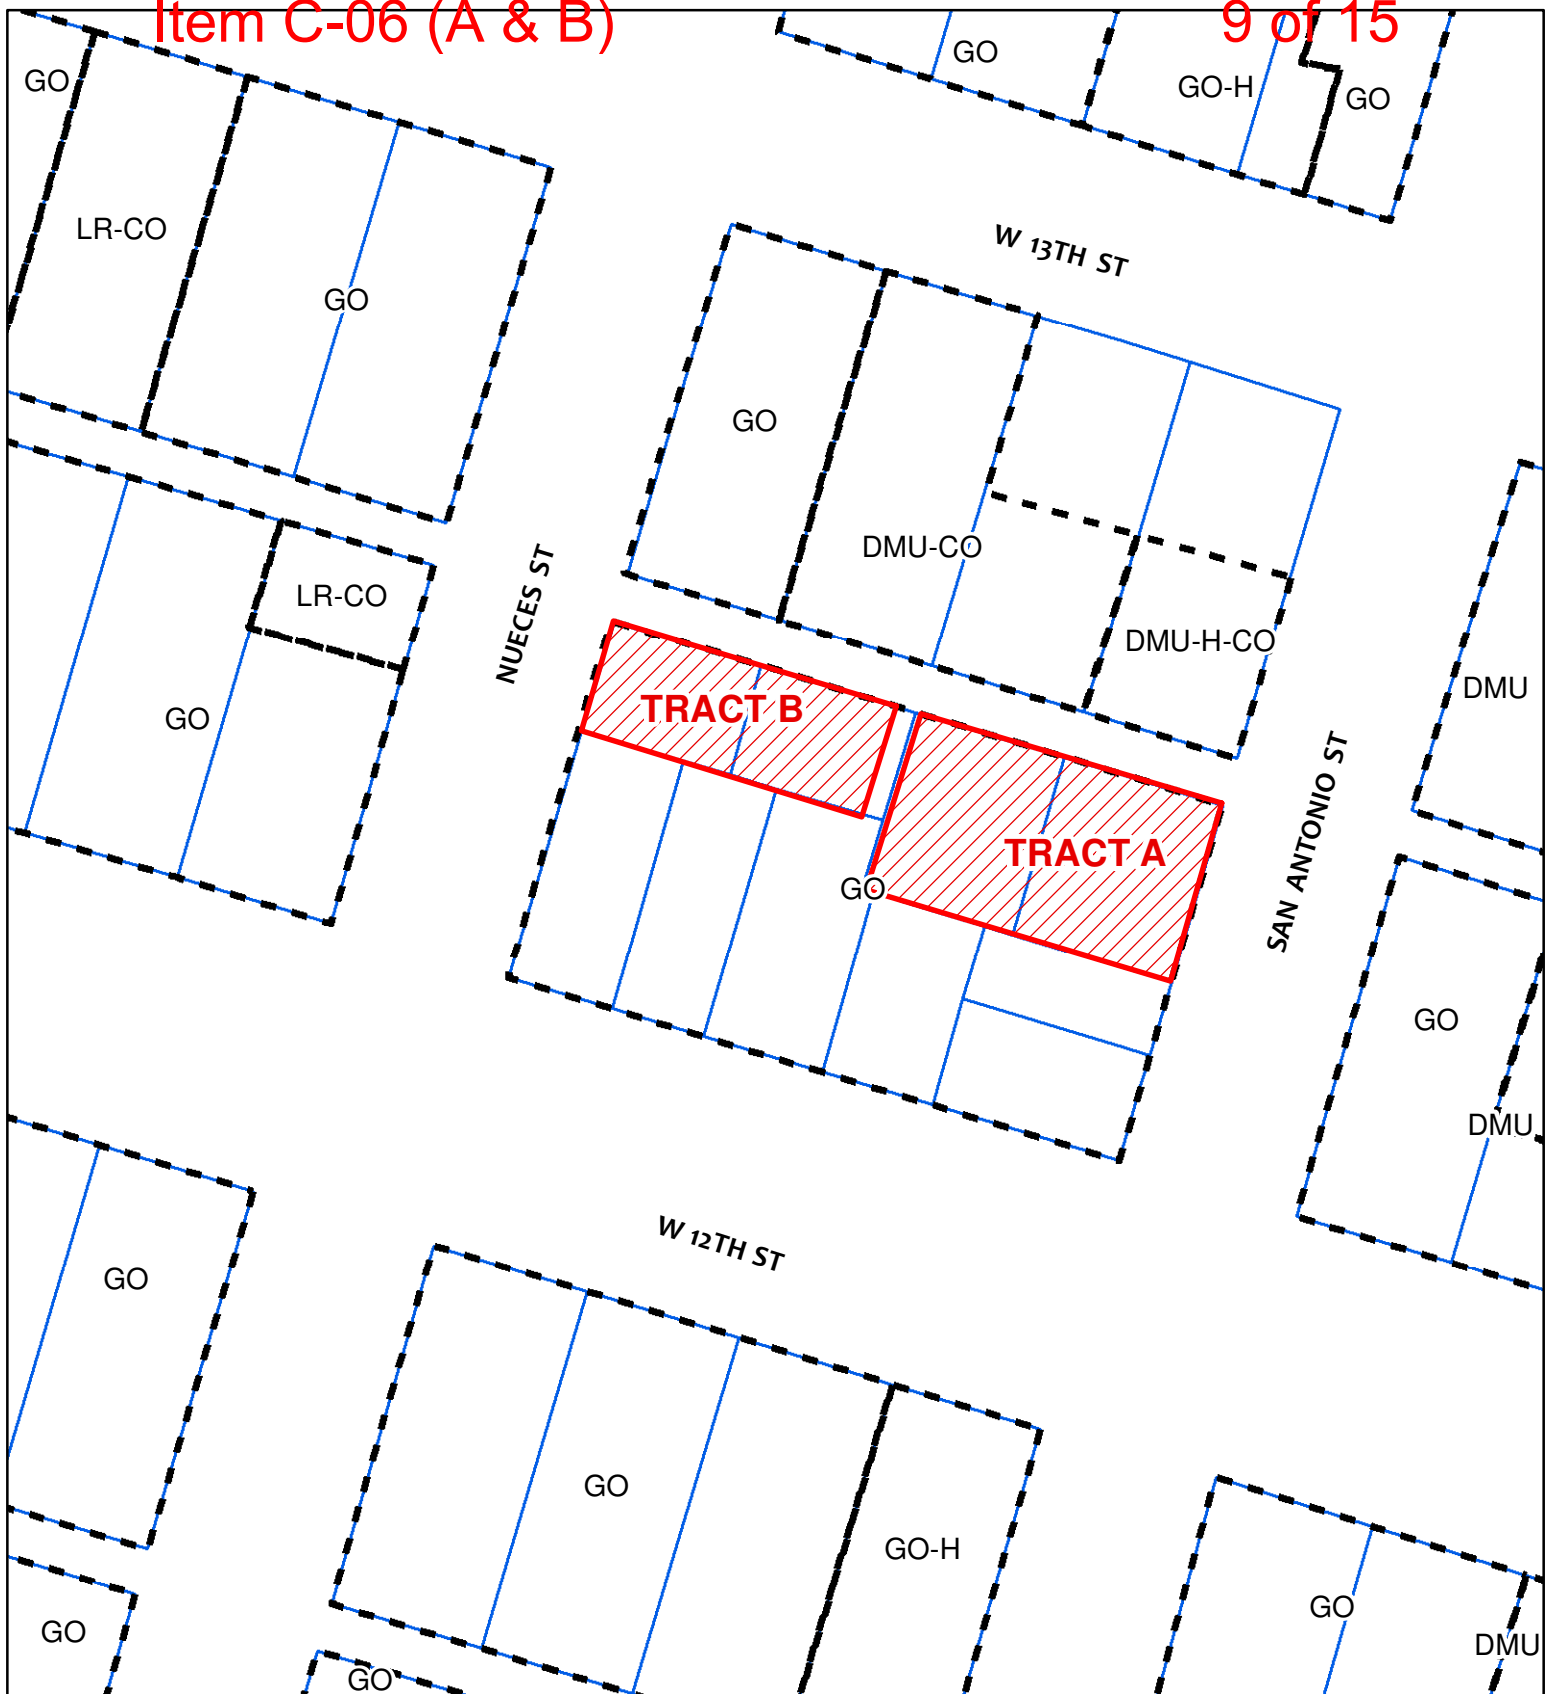 Item C-06 (A & B)
9 of 15
GO
GO
GO-H
GO
LR-CO
W 13TH ST
GO
GO
DMU-CO
LR-CO
NUECES ST
DMU-H-CO
DMU
TRACT B
GO
SAN ANTONIO ST
TRACT A
GO
GO
DMU
W 12TH ST
GO
GO
GO-H
GO
GO
DMU
GO